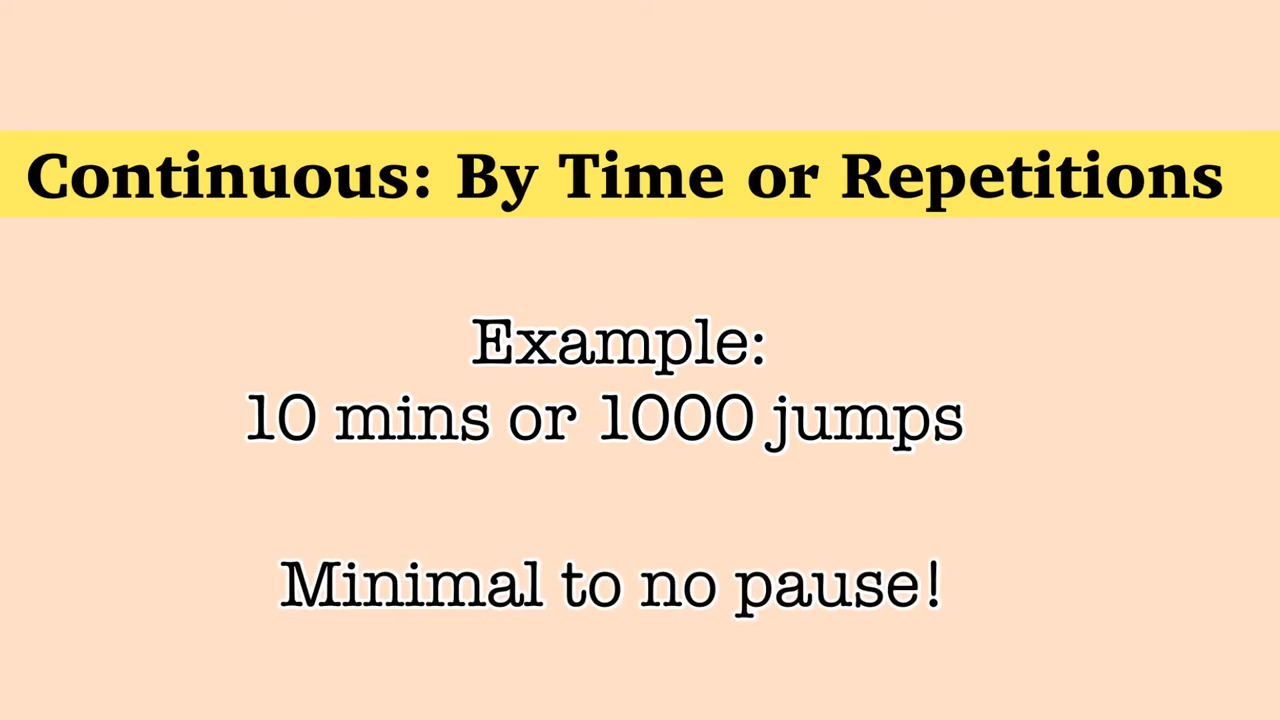 Continuous: By Time or Repetitions
Example:
10 mins or 1000 jumps
Minimal to no pause!